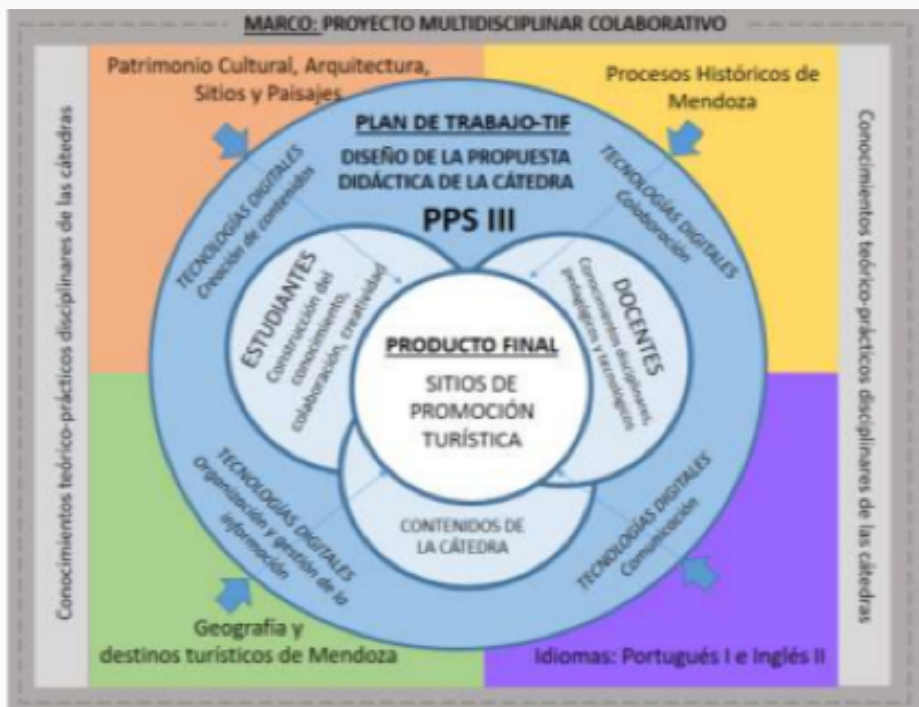 MARCO: PROYECTO MULTIDISCIPLINAR COLABORATIVO
Patrimonio Cultural, Arquitectura,
Sitios y Paisajes
Procesos Históricos de
Mendoza
Conocimientos teórico-prácticos disciplinares de las cátedras
Conocimientos teórico-prácticos disciplinares de las cátedras
PLAN DE TRABAJO-TIF
DISEÑO DE LA PROPUESTA
DIDÁCTICA DE LA CÁTEDRA
PPS III
TECNOLOGÍAS DIGITALES
Creación de contenidos
TECNOLOGÍAS DIGITALES
Colaboración
ESTUDIANTES
Construcción del
conocimiento,
colaboración, creatividad
DOCENTES
Conocimientos disciplinares,
pedagógicos y tecnológicos
PRODUCTO FINAL
SITIOS DE
PROMOCIÓN
TURÍSTICA
CONTENIDOS DE
LA CÁTEDRA
TECNOLOGÍAS DIGITALES
Organización y gestión de la
información
TECNOLOGÍAS DIGITALES
Comunicación
Geografía y
destinos turísticos de Mendoza
Idiomas: Portugués I e Inglés II